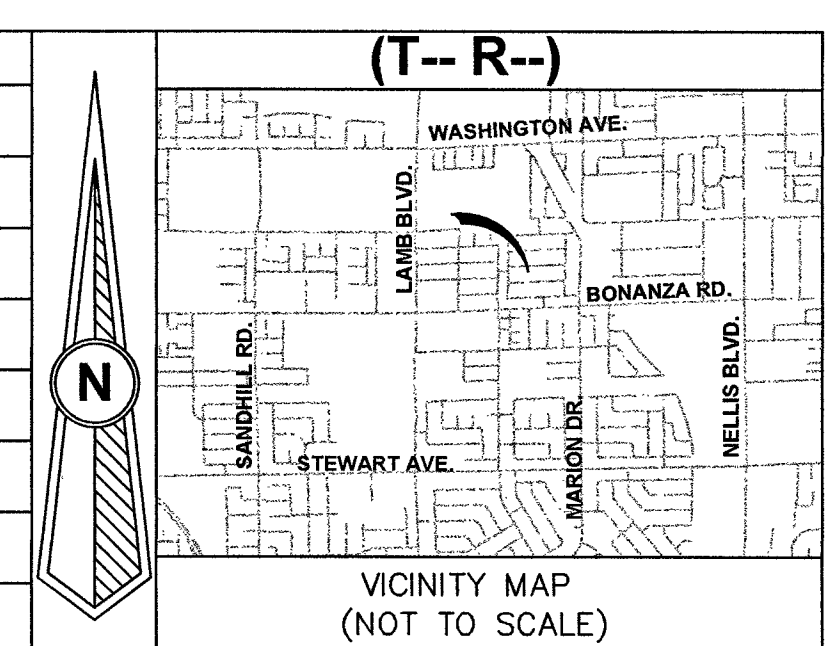 (T-- R--)
WASHINGTON AVE.
LAMB BLVD.
BONANZA RD.
SANDHILL RD.
NELLIS BLVD.
N
STEWART AVE.
MARION DR.
VICINITY MAP
(NOT TO SCALE)